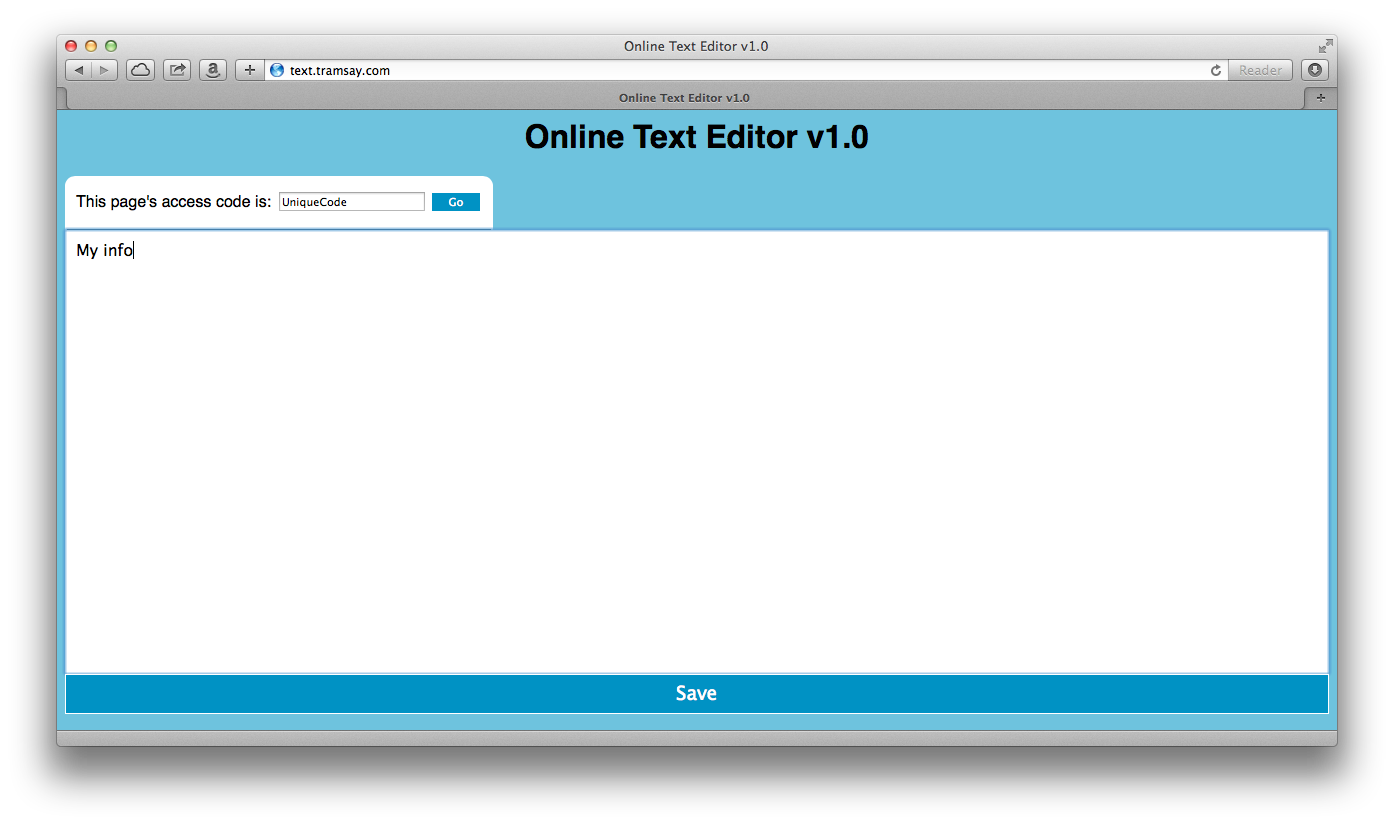 Online Text Editor v1.0
text.tramsay.com
Reader
Online Text Editor v1.0
Online Text Editor v1.0
This page's access code is: UniqueCode Go
My info
Save